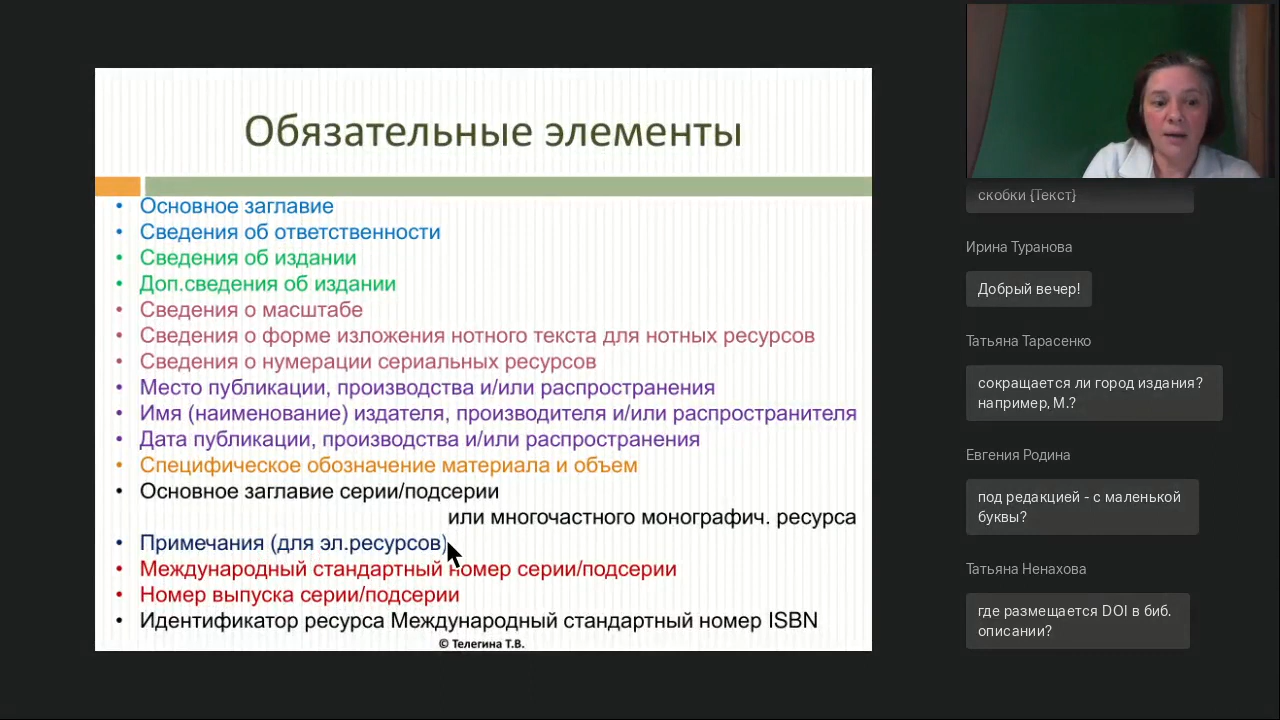 Обязательные элементы
• Основное заглавие
• Сведения об ответственности
• Сведения об издании
• Доп.сведения об издании
• Сведения о масштабе
• Сведения о форме изложения нотного текста для нотных ресурсов
• Сведения о нумерации сериальных ресурсов
• Место публикации, производства и/или распространения
• Имя (наименование) издателя, производителя и/или распространителя
• Дата публикации, производства и/или распространения
• Специфическое обозначение материала и объем
• Основное заглавие серии/подсерии
или многочастного монографич. ресурса
• Примечания (для эл.ресурсов)
• Международный стандартный номер серии/подсерии
• Номер выпуска серии/подсерии
• Идентификатор ресурса Международный стандартный номер ISBN
© Телегина Т.В.
скобки {Текст}
Ирина Туранова
Добрый вечер!
Татьяна Тарасенко
сокращается ли город издания?
например, М.?
Евгения Родина
под редакцией - с маленькой
буквы?
Татьяна Ненахова
где размещается DOI в биб.
описании?